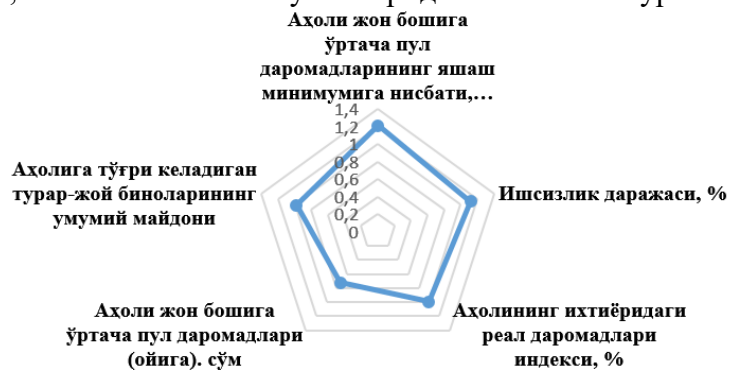 Аҳоли жон бошига
ўртача пул
даромадларининг яшаш
минимумига нисбати,…
1,4
1,2
1
0,8
0,6
0,4
0,2
0
Аҳолига тўғри келадиган
турар-жой биноларининг
умумий майдони
Ишсизлик даражаси, %
Аҳоли жон бошига
ўртача пул даромадлари
(ойига). сўм
Аҳолининг ихтиёридаги
реал даромадлари
индекси, %